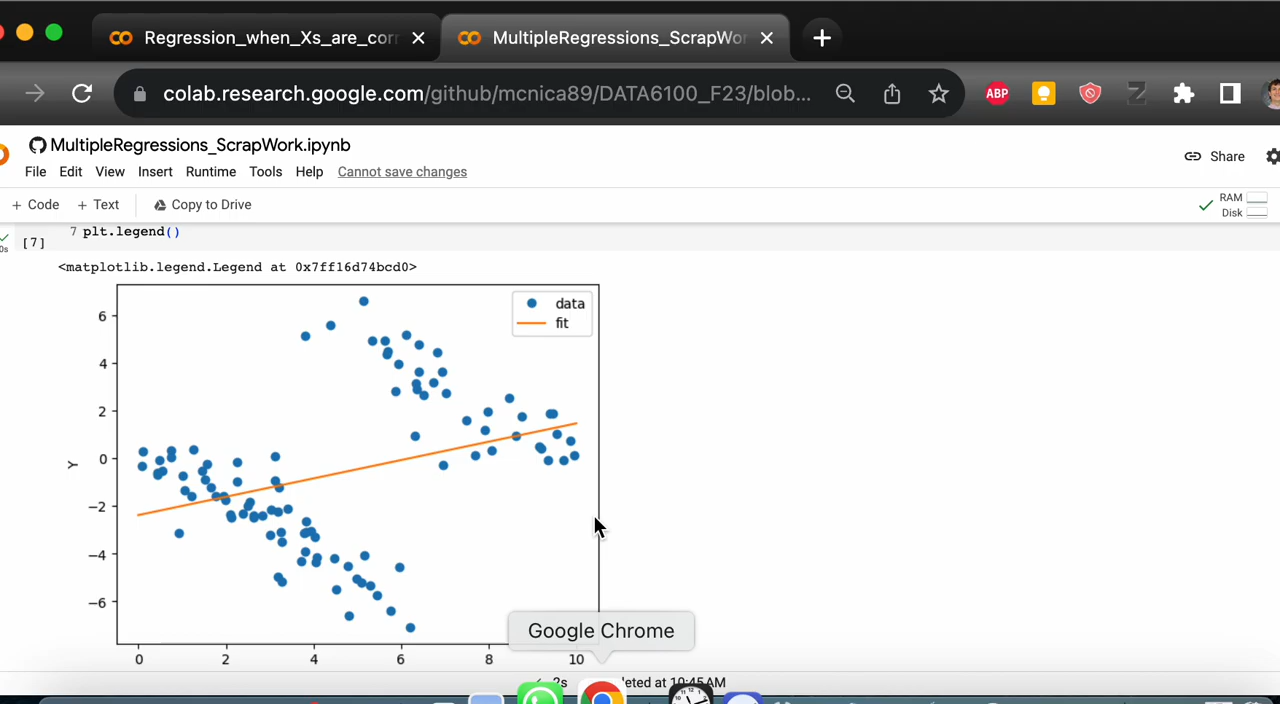 Regression_when_Xs_are_corr
MultipleRegressions_ScrapWor
colab.research.google.com/github/mcnica89/DATA6100_F23/blob...
ABP
MultipleRegressions_ScrapWork.ipynb
Share
File Edit View Insert Runtime Tools Help Cannot save changes
+ Code + Text Copy to Drive
RAM
Disk
0s
[7]
7 plt.legend()
<matplotlib.legend.Legend at 0x7ff16d74bcd0>
data
fit
6
4
2
0
−2
−4
−6
Y
0 2 4 6 8 10
Google Chrome
2s
leted at 10:45 AM